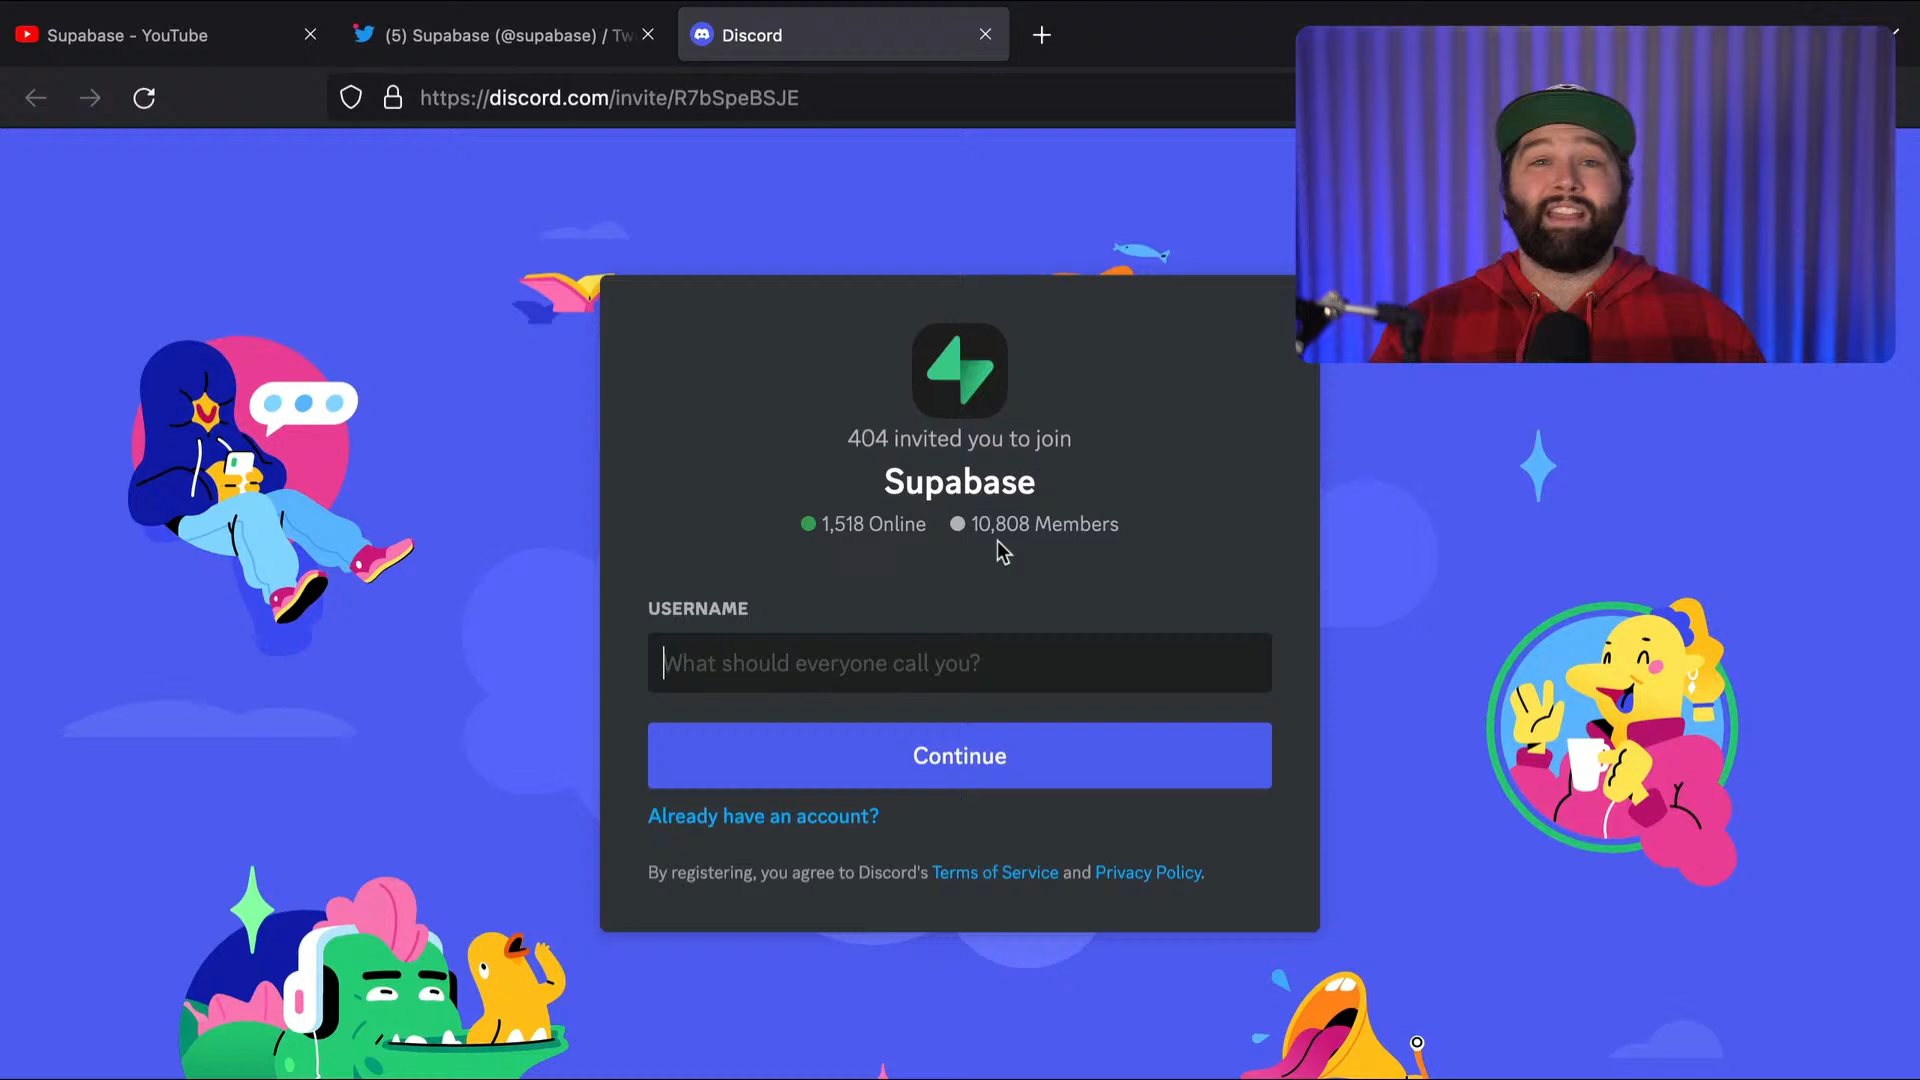 Supabase - YouTube
(5) Supabase (@supabase) / Tw
Discord
https://discord.com/invite/R7bSpeBSJE
404 invited you to join
Supabase
1,518 Online
10,808 Members
USERNAME
What should everyone call you?
Continue
Already have an account?
By registering, you agree to Discord's Terms of Service and Privacy Policy.